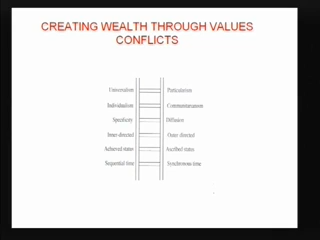 CREATING WEALTH THROUGH VALUES
CONFLICTS
Universalism Particularism
Individualism Communitarianism
Specificity Diffusion
Inner-directed Outer directed
Achieved status Ascribed status
Sequential time Synchronous time